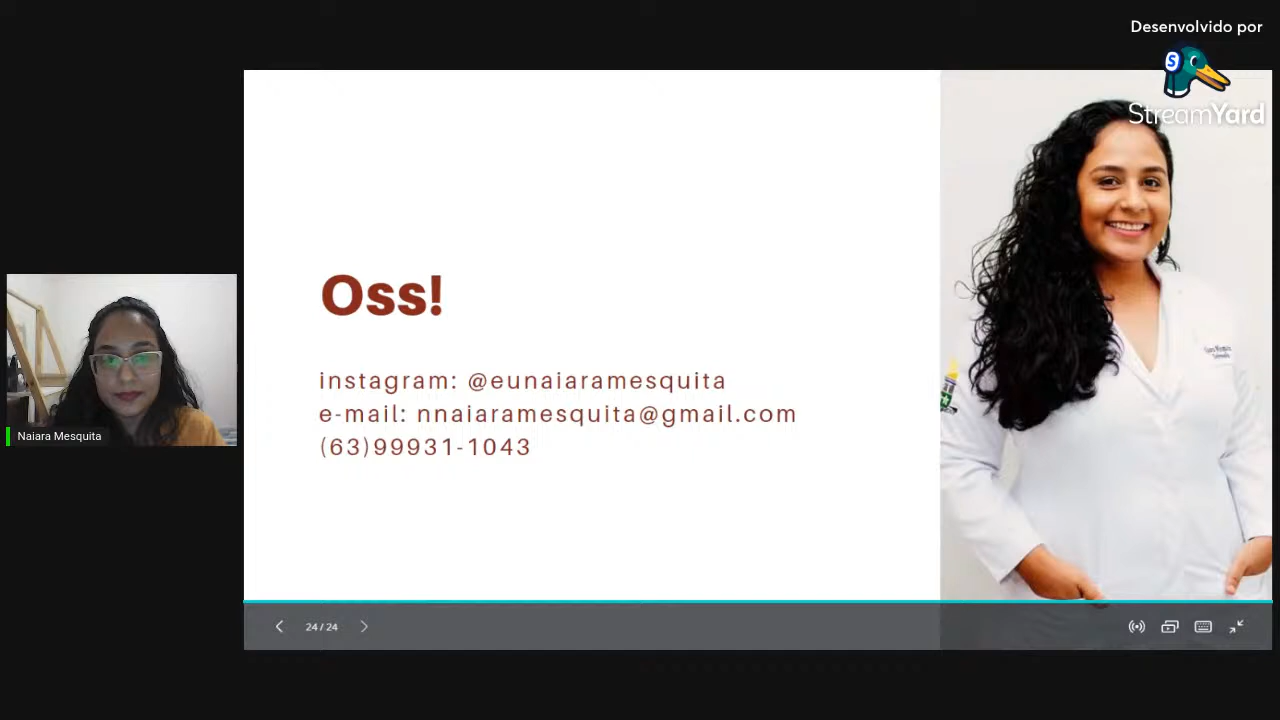 Desenvolvido por
StreamYard
Oss!
instagram: @eunaiaramesquita
e-mail: nnaiaramesquita@gmail.com
(63)99931-1043
Naiara Mesquita
24 / 24